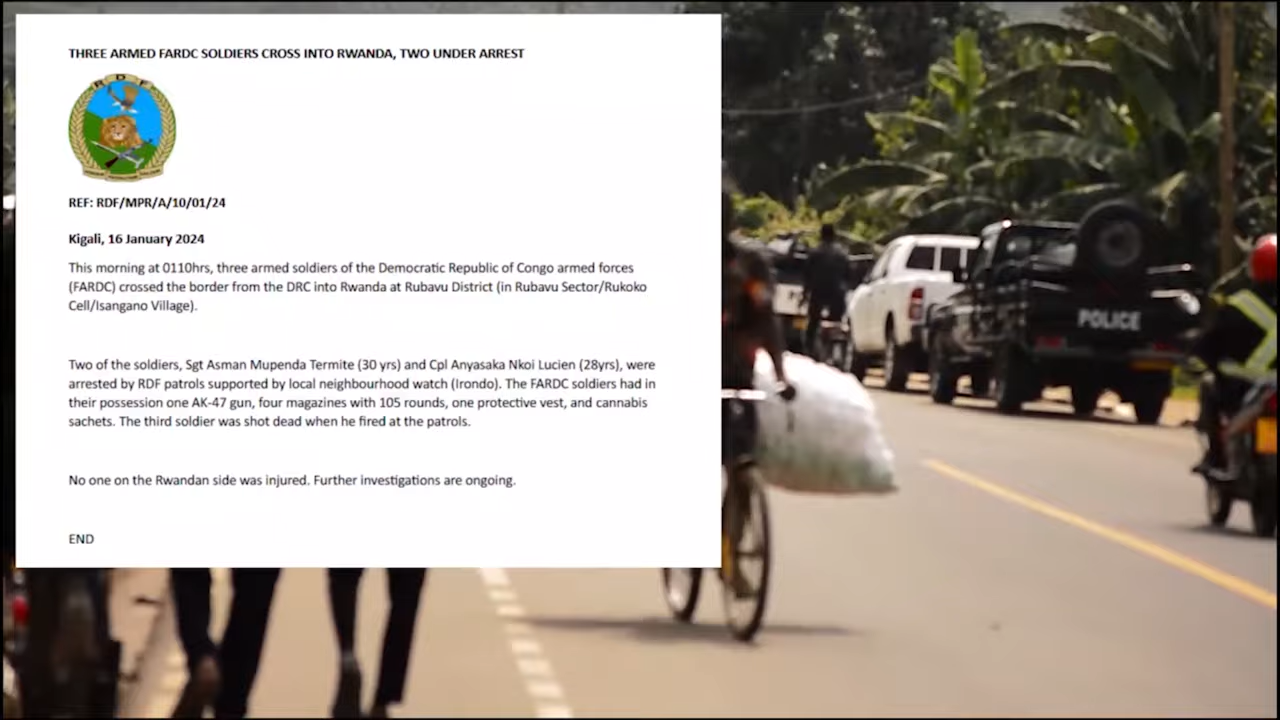 THREE ARMED FARDC SOLDIERS CROSS INTO RWANDA, TWO UNDER ARREST
RDF
REF: RDF/MPR/A/10/01/24
Kigali, 16 January 2024
This morning at 0110hrs, three armed soldiers of the Democratic Republic of Congo armed forces
(FARDC) crossed the border from the DRC into Rwanda at Rubavu District (in Rubavu Sector/Rukoko
Cell/Isangano Village).
Two of the soldiers, Sgt Asman Mupenda Termite (30 yrs) and Cpl Anyasaka Nkoi Lucien (28yrs), were
arrested by RDF patrols supported by local neighbourhood watch (Irondo). The FARDC soldiers had in
their possession one AK-47 gun, four magazines with 105 rounds, one protective vest, and cannabis
sachets. The third soldier was shot dead when he fired at the patrols.
No one on the Rwandan side was injured. Further investigations are ongoing.
END
POLICE